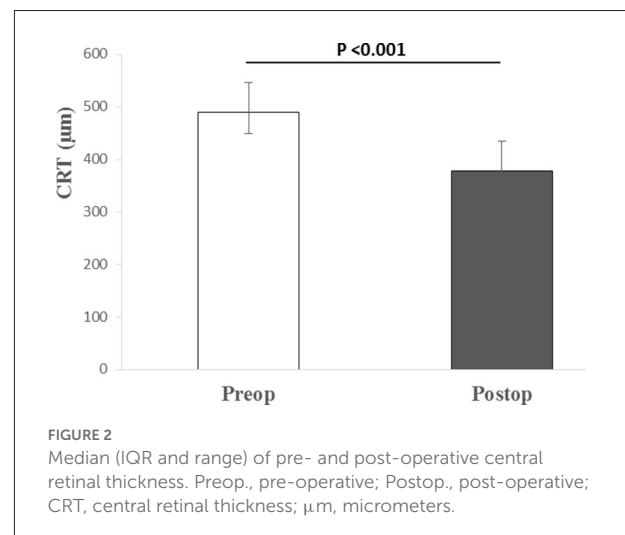 P <0.001
600
500
400
300
200
100
0
CRT (µm)
Preop
Postop
FIGURE 2
Median (IQR and range) of pre- and post-operative central
retinal thickness. Preop., pre-operative; Postop., post-operative;
CRT, central retinal thickness; µm, micrometers.